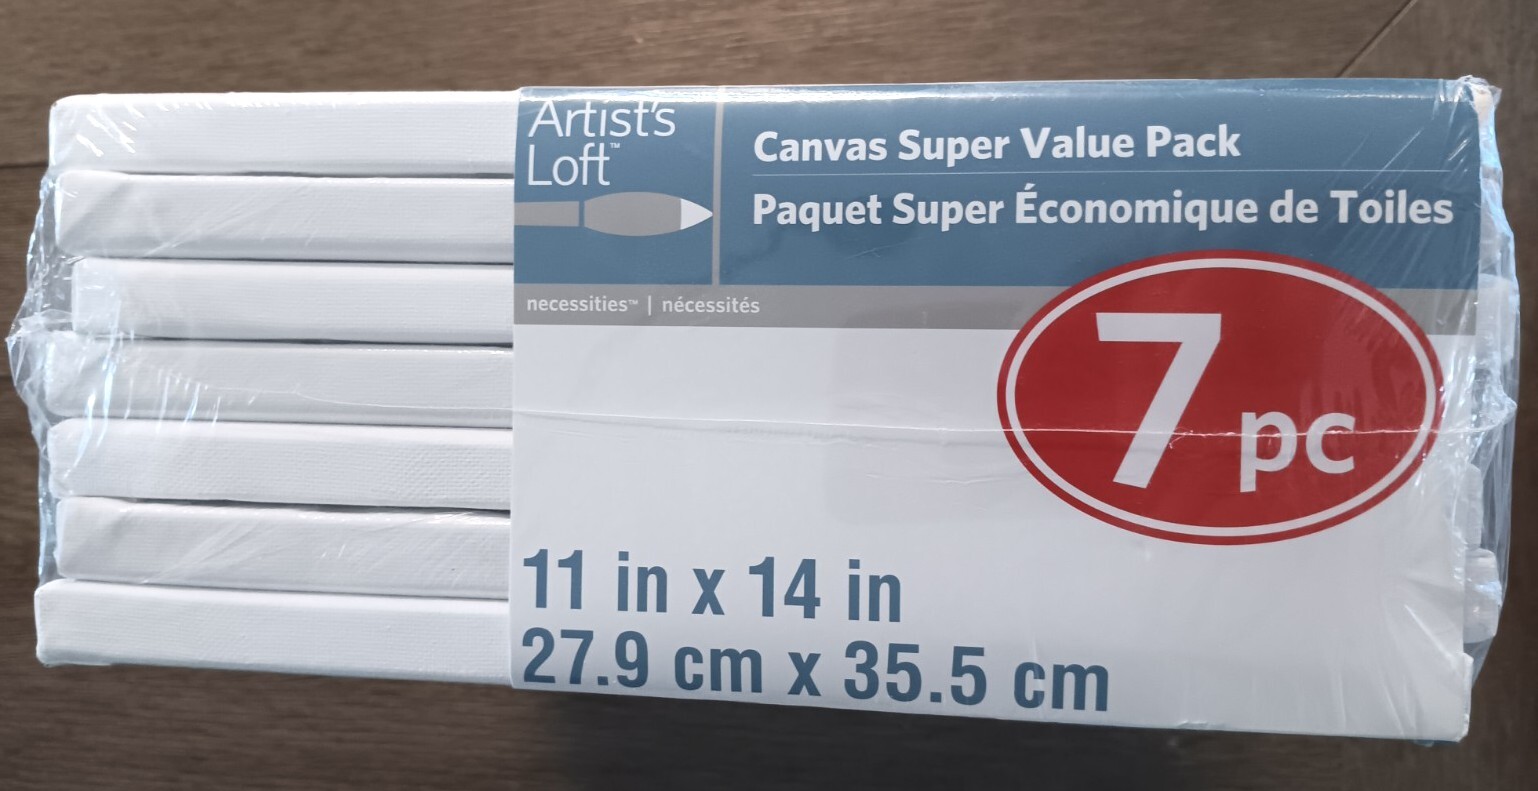 Artist's
Loft™
Canvas Super Value Pack
Paquet Super Économique de Toiles
necessities™ | nécessités
7 pc
11 in x 14 in
27.9 cm x 35.5 cm